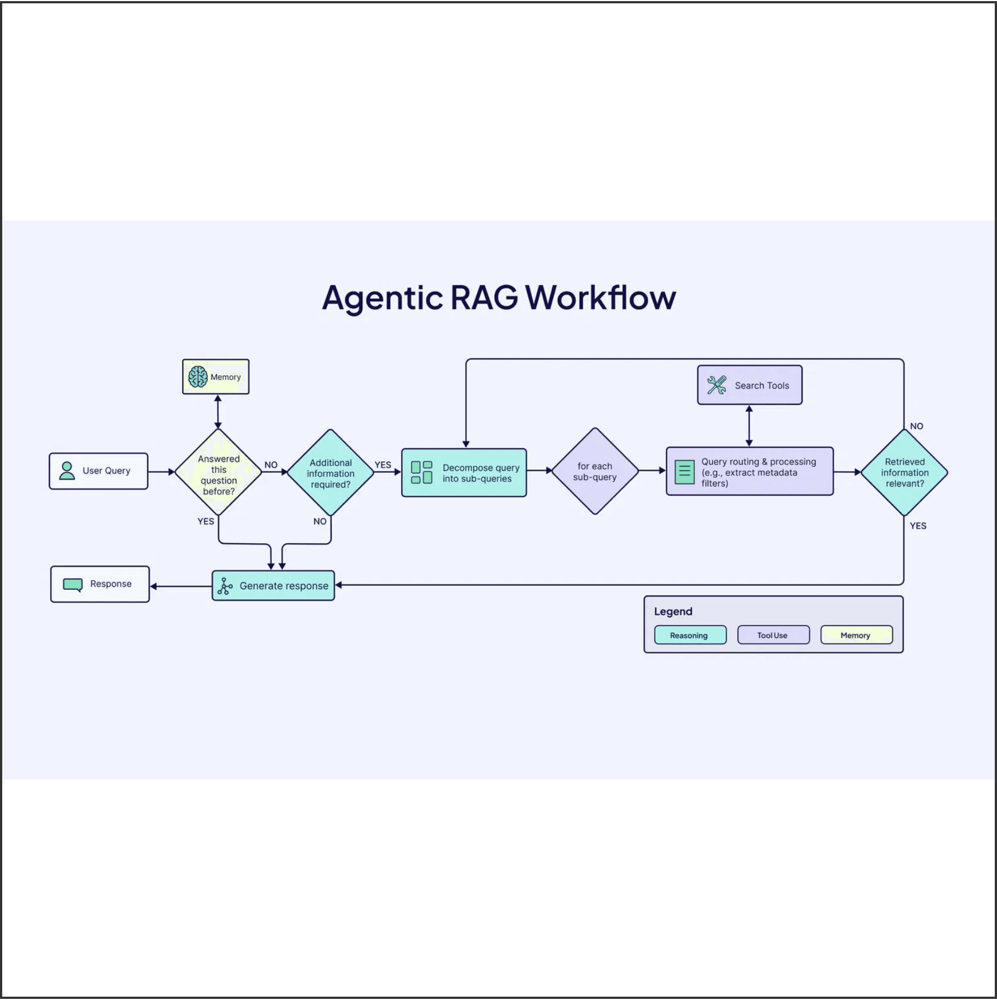 Agentic RAG Workflow
Memory
Search Tools
NO
User Query
Answered
this
question
before?
NO
Additional
information
required?
YES
Decompose query
into sub-queries
for each
sub-query
Query routing & processing
(e.g., extract metadata
filters)
Retrieved
information
relevant?
YES
NO
YES
Response
Generate response
Legend
Reasoning
Tool Use
Memory